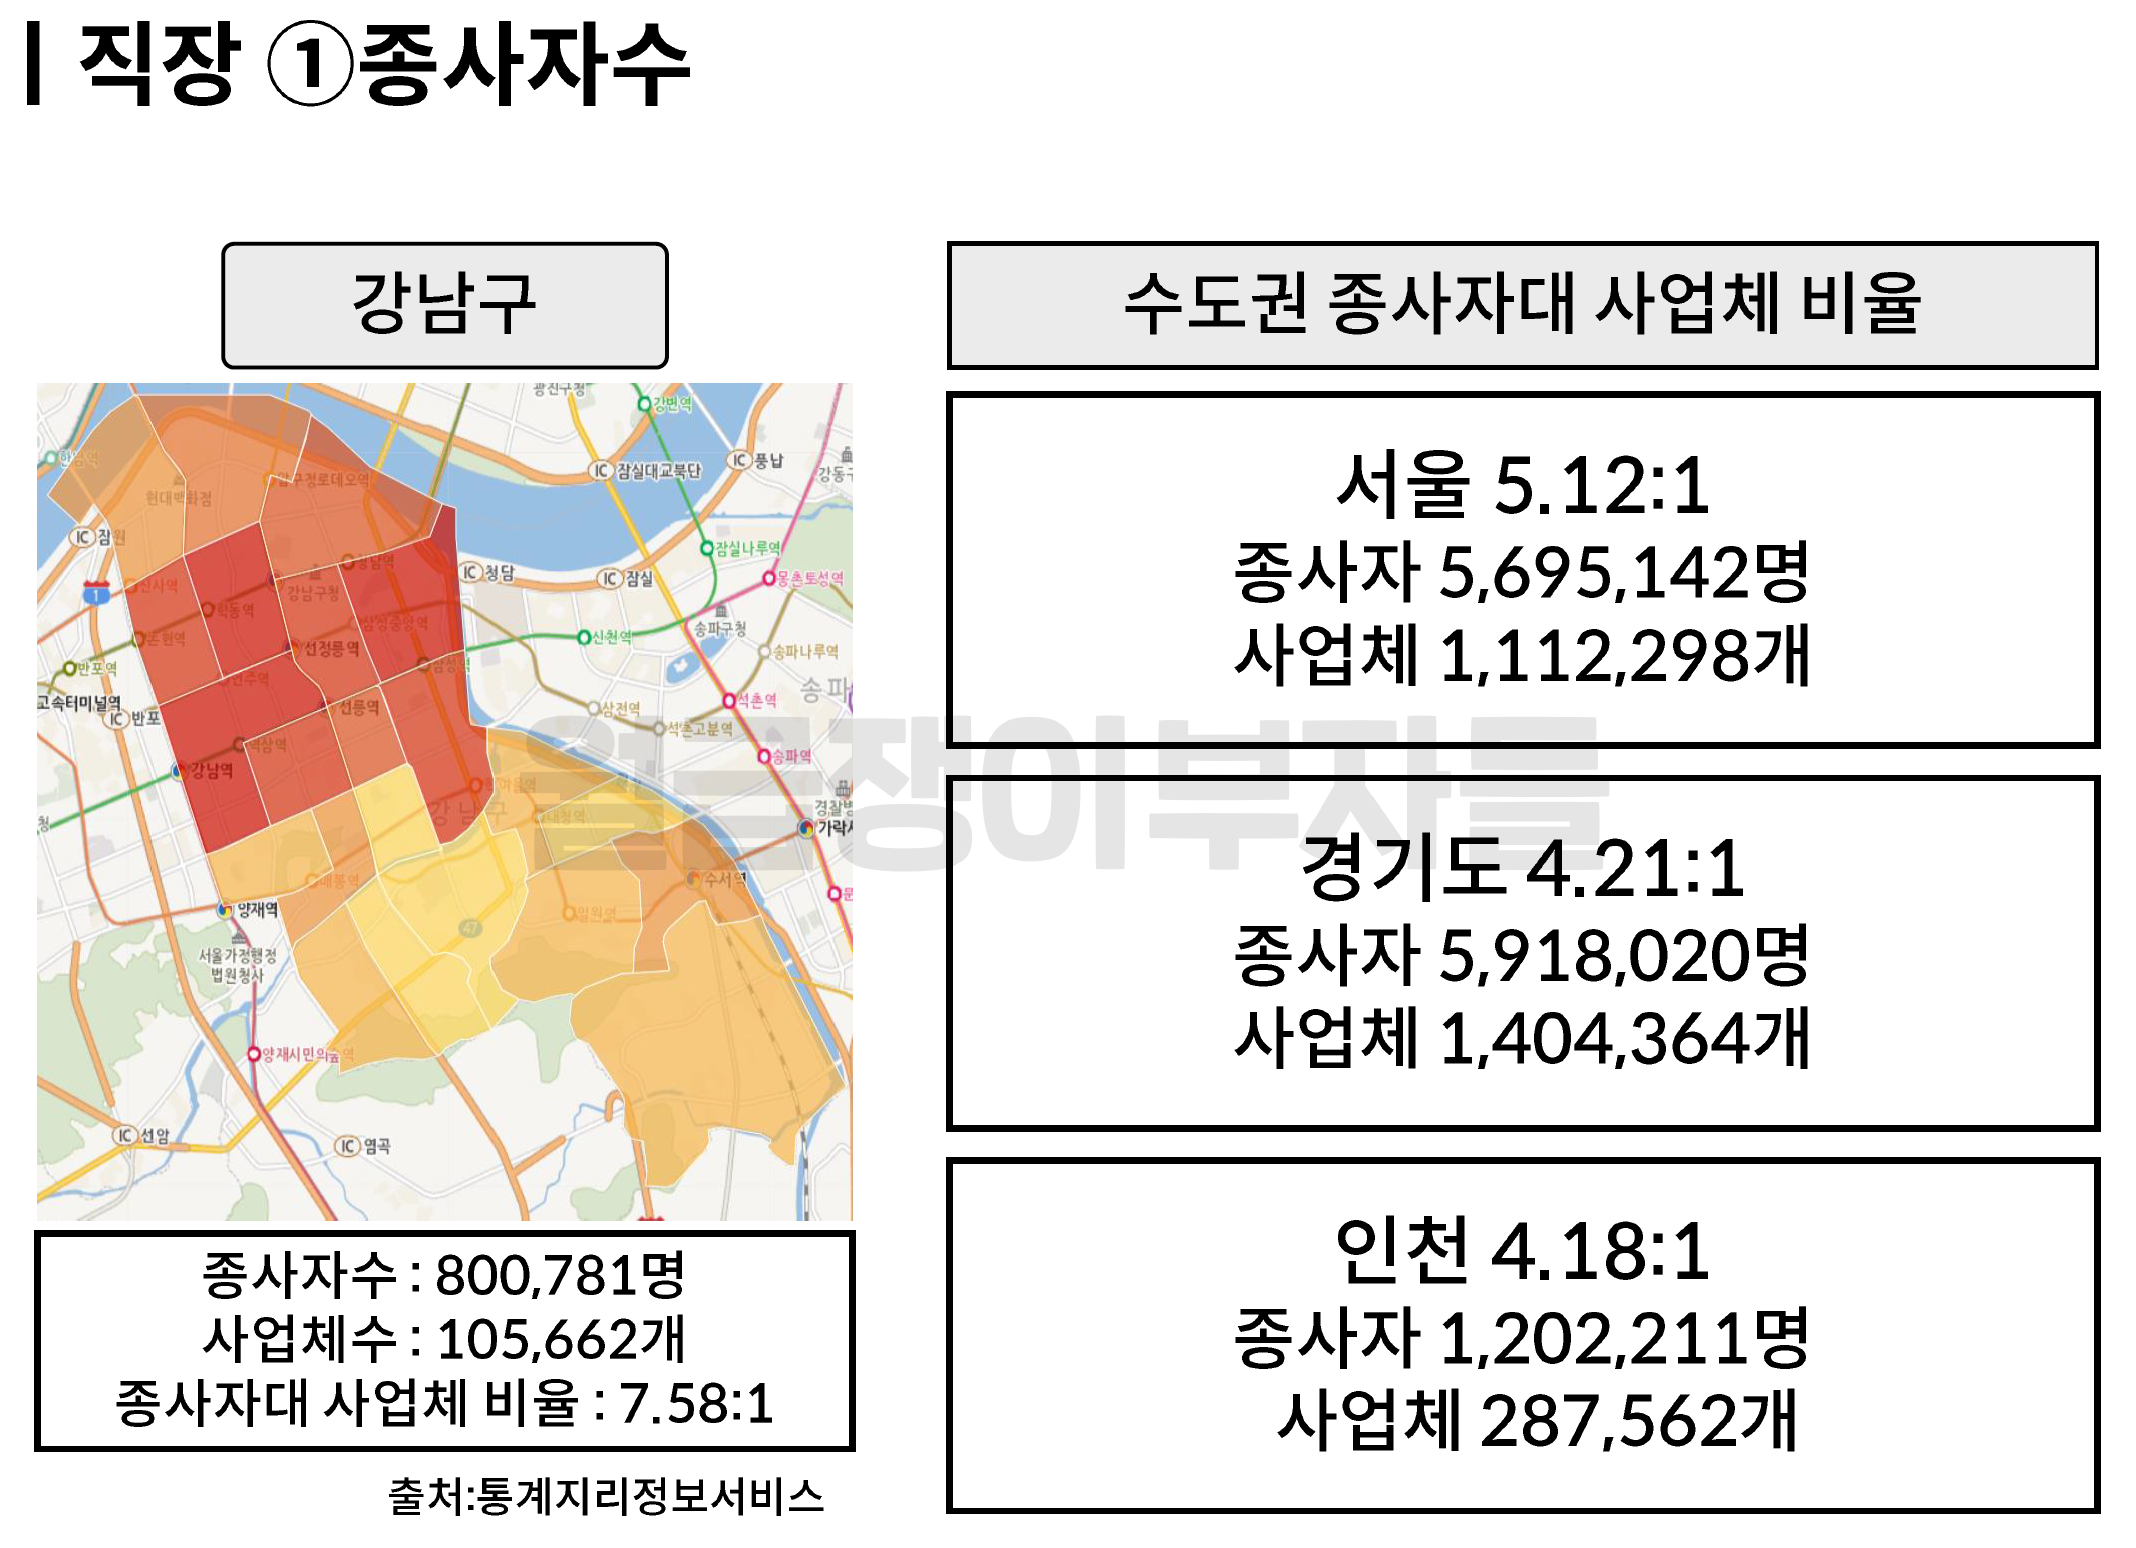 직장 ①종사자수
강남구
광진구청
강변역
한남역
IC 잠실대교북단
IC 풍납
강동구
압구정로데오역
현대백화점
IC 잠원
잠실나루역
청담역
IC 청담
IC 잠실
몽촌토성역
1
신사역
강남구청
학동역
삼성중앙역
송파구청
논현역
선정릉역
신천역
송파나루역
반포역
삼성역
언주역
송파
고속터미널역
IC 반포
선릉역
삼전역
석촌역
석촌고분역
역삼역
송파역
강남역
한여울역
강남구
대청역
매봉역
수서역
양재역
일원역
47
서울가정행정
법원청사
양재시민의숲역
IC 선암
IC 염곡
종사자수 : 800,781명
사업체수 : 105,662개
종사자대 사업체 비율 : 7.58:1
출처:통계지리정보서비스
수도권 종사자대 사업체 비율
서울 5.12:1
종사자 5,695,142명
사업체 1,112,298개
경기도 4.21:1
종사자 5,918,020명
사업체 1,404,364개
인천 4.18:1
종사자 1,202,211명
사업체 287,562개
월급쟁이부자들